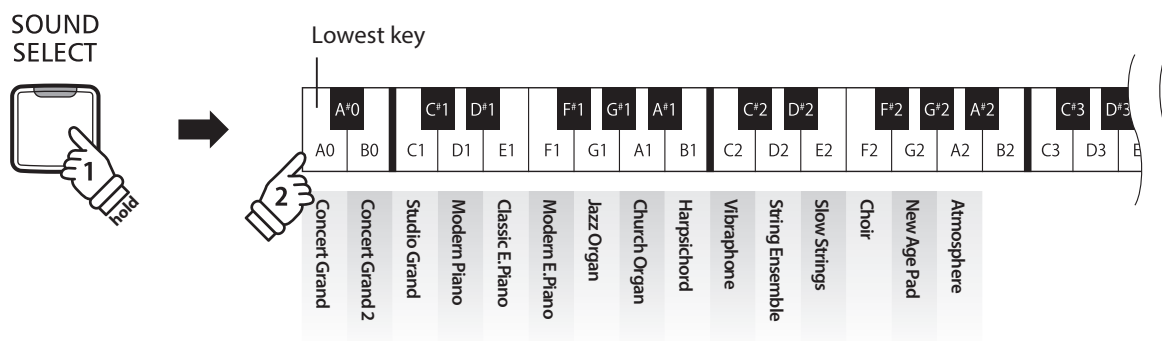 SOUND
SELECT
Lowest key
A#0 C#1 D#1 F#1 G#1 A#1 C#2 D#2 F#2 G#2 A#2 C#3 D#3
A0 B0 C1 D1 E1 F1 G1 A1 B1 C2 D2 E2 F2 G2 A2 B2 C3 D3 E
1
hold
2
Concert Grand
Concert Grand 2
Studio Grand
Modern Piano
Classic E.Piano
Modern E.Piano
Jazz Organ
Church Organ
Harpsichord
Vibraphone
String Ensemble
Slow Strings
Choir
New Age Pad
Atmosphere